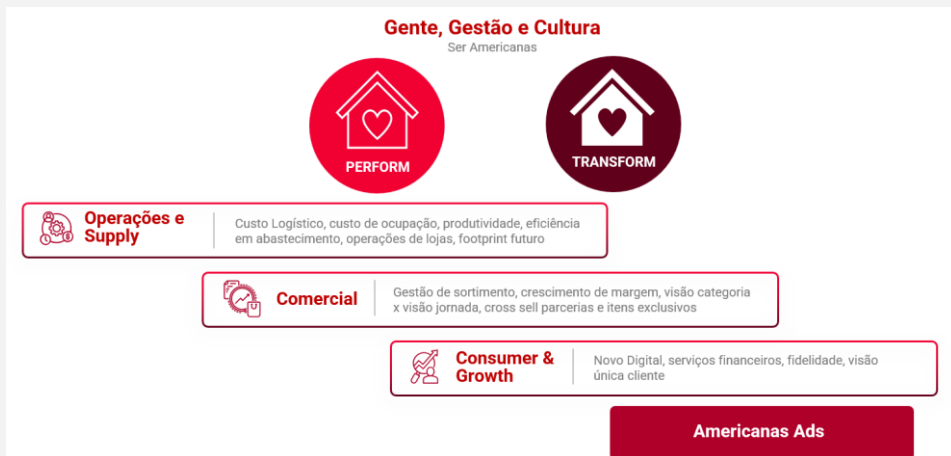 Gente, Gestão e Cultura
Ser Americanas
PERFORM
TRANSFORM
Operações e
Supply
Custo Logístico, custo de ocupação, produtividade, eficiência
em abastecimento, operações de lojas, footprint futuro
Comercial
Gestão de sortimento, crescimento de margem, visão categoria
x visão jornada, cross sell parcerias e itens exclusivos
Consumer &
Growth
Novo Digital, serviços financeiros, fidelidade, visão
única cliente
Americanas Ads